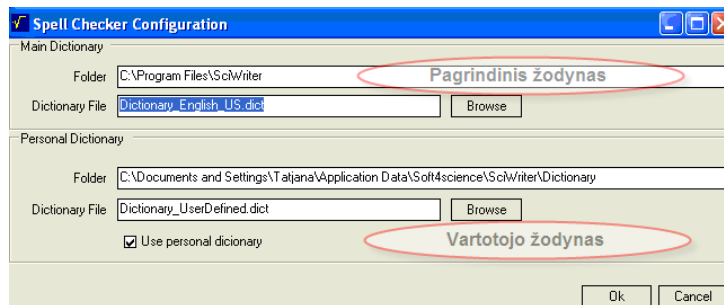 Spell Checker Configuration
Main Dictionary
Folder C:\Program Files\SciWriter Pagrindinis žodynas
Dictionary File Dictionary_English_US.dict Browse
Personal Dictionary
Folder C:\Documents and Settings\Tatjana\Application Data\Soft4science\SciWriter\Dictionary
Dictionary File Dictionary_UserDefined.dict Browse
Use personal dicionary Vartotojo žodynas
Ok Cancel